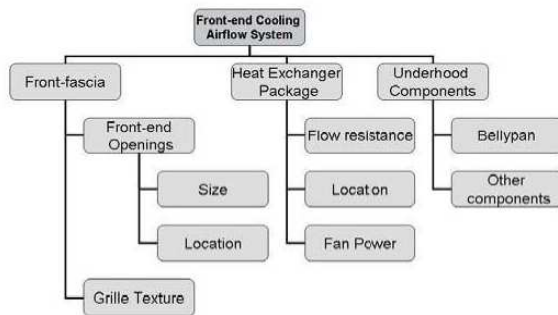 Front-end Cooling
Airflow System
Front-fascia
Heat Exchanger
Package
Underhood
Components
Front-end
Openings
Flow resistance
Bellypan
Size
Location
Other
components
Location
Fan Power
Grille Texture